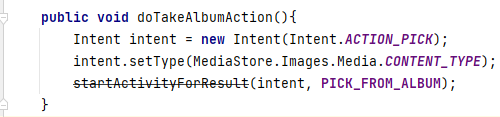 public void doTakeAlbumAction(){
Intent intent = new Intent(Intent.ACTION_PICK);
intent.setType(MediaStore.Images.Media.CONTENT_TYPE);
startActivityForResult(intent, PICK_FROM_ALBUM);
}